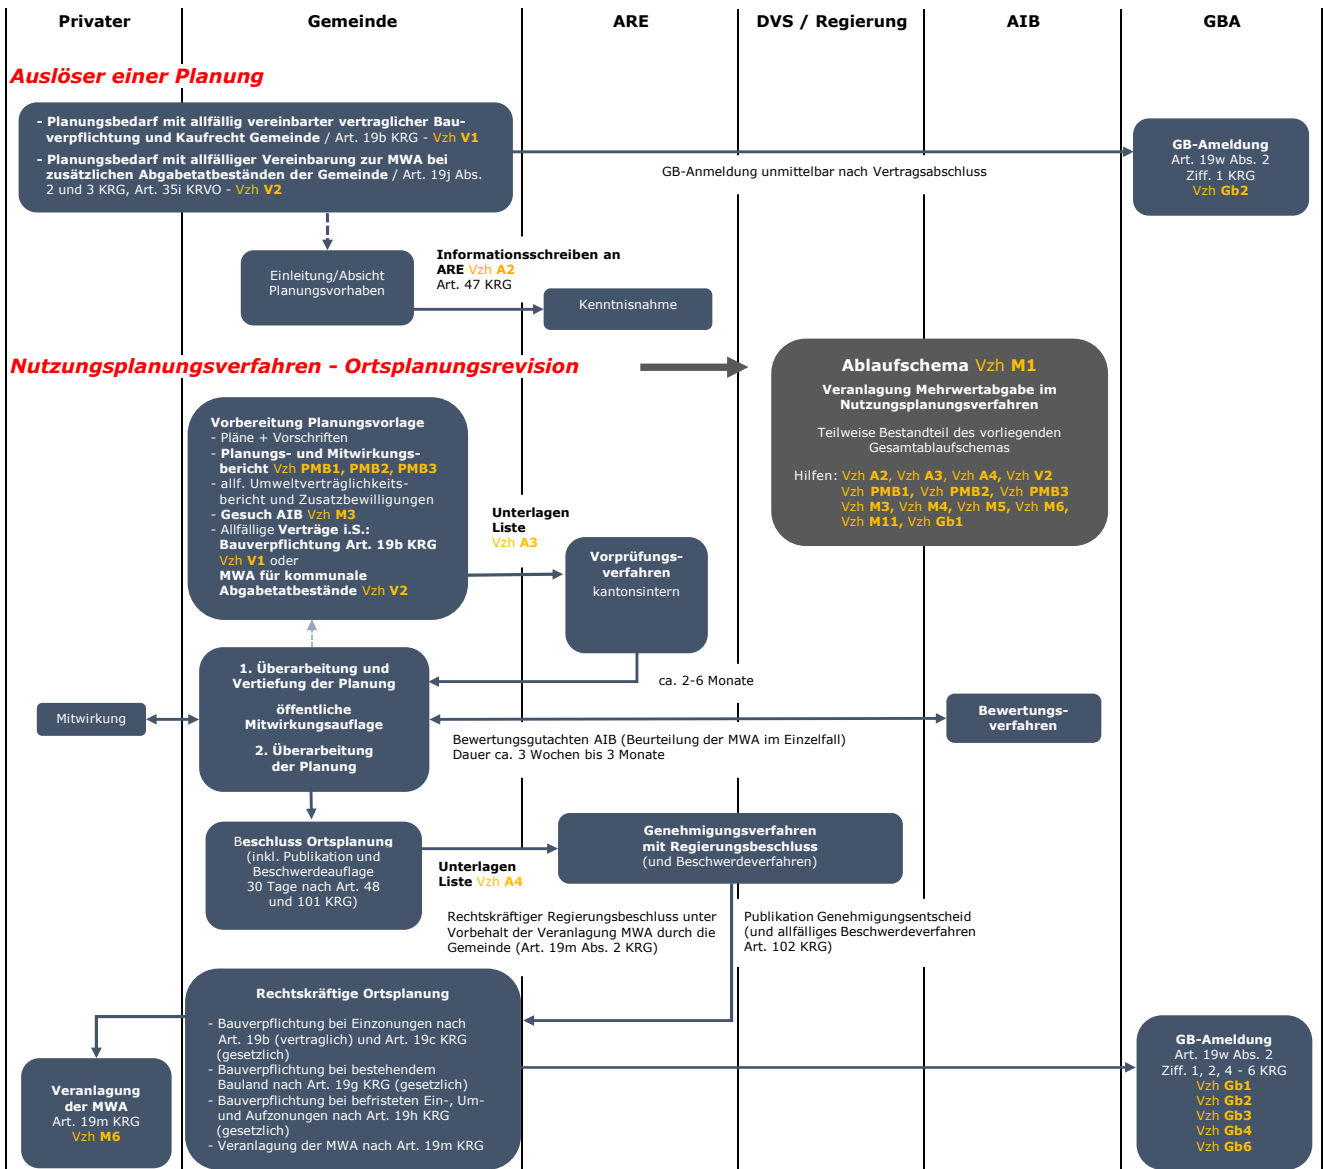 Privater
Gemeinde
ARE
DVS / Regierung
AIB
GBA
Auslöser einer Planung
- Planungsbedarf mit allfällig vereinbarter vertraglicher Bau-
verpflichtung und Kaufrecht Gemeinde / Art. 19b KRG - Vzh V1
- Planungsbedarf mit allfälliger Vereinbarung zur MWA bei
zusätzlichen Abgabetatbeständen der Gemeinde / Art. 19j Abs.
2 und 3 KRG, Art. 35i KRVO - Vzh V2
GB-Anmeldung unmittelbar nach Vertragsabschluss
GB-Ameldung
Art. 19w Abs. 2
Ziff. 1 KRG
Vzh Gb2
Einleitung/Absicht
Planungsvorhaben
Informationsschreiben an
ARE Vzh A2
Art. 47 KRG
Kenntnisnahme
Nutzungsplanungsverfahren – Ortsplanungsrevision
Ablaufschema Vzh M1
Veranlagung Mehrwertabgabe im
Nutzungsplanungsverfahren
Teilweise Bestandteil des vorliegenden
Gesamtablaufschemas
Hilfen: Vzh A2, Vzh A3, Vzh A4, Vzh V2
Vzh PMB1, Vzh PMB2, Vzh PMB3
Vzh M3, Vzh M4, Vzh M5, Vzh M6,
Vzh M11, Vzh Gb1
Vorbereitung Planungsvorlage
- Pläne + Vorschriften
- Planungs- und Mitwirkungs-
bericht Vzh PMB1, PMB2, PMB3
- allf. Umweltverträglichkeits-
bericht und Zusatzbewilligungen
- Gesuch AIB Vzh M3
- Allfällige Verträge i.S.:
Bauverpflichtung Art. 19b KRG
Vzh V1 oder
MWA für kommunale
Abgabetatbestände Vzh V2
Unterlagen
Liste
Vzh A3
Vorprüfungs-
verfahren
kantonsintern
1. Überarbeitung und
Vertiefung der Planung
öffentliche
Mitwirkungsauflage
2. Überarbeitung
der Planung
ca. 2-6 Monate
Mitwirkung
Bewertungs-
verfahren
Bewertungsgutachten AIB (Beurteilung der MWA im Einzelfall)
Dauer ca. 3 Wochen bis 3 Monate
Beschluss Ortsplanung
(inkl. Publikation und
Beschwerdeauflage
30 Tage nach Art. 48
und 101 KRG)
Unterlagen
Liste Vzh A4
Genehmigungsverfahren
mit Regierungsbeschluss
(und Beschwerdeverfahren)
Rechtskräftiger Regierungsbeschluss unter
Vorbehalt der Veranlagung MWA durch die
Gemeinde (Art. 19m Abs. 2 KRG)
Publikation Genehmigungsentscheid
(und allfälliges Beschwerdeverfahren
Art. 102 KRG)
Rechtskräftige Ortsplanung
- Bauverpflichtung bei Einzonungen nach
Art. 19b (vertraglich) und Art. 19c KRG
(gesetzlich)
- Bauverpflichtung bei bestehendem
Bauland nach Art. 19g KRG (gesetzlich)
- Bauverpflichtung bei befristeten Ein-, Um-
und Aufzonungen nach Art. 19h KRG
(gesetzlich)
- Veranlagung der MWA nach Art. 19m KRG
Veranlagung
der MWA
Art. 19m KRG
Vzh M6
GB-Ameldung
Art. 19w Abs. 2
Ziff. 1, 2, 4 - 6 KRG
Vzh Gb1
Vzh Gb2
Vzh Gb3
Vzh Gb4
Vzh Gb6